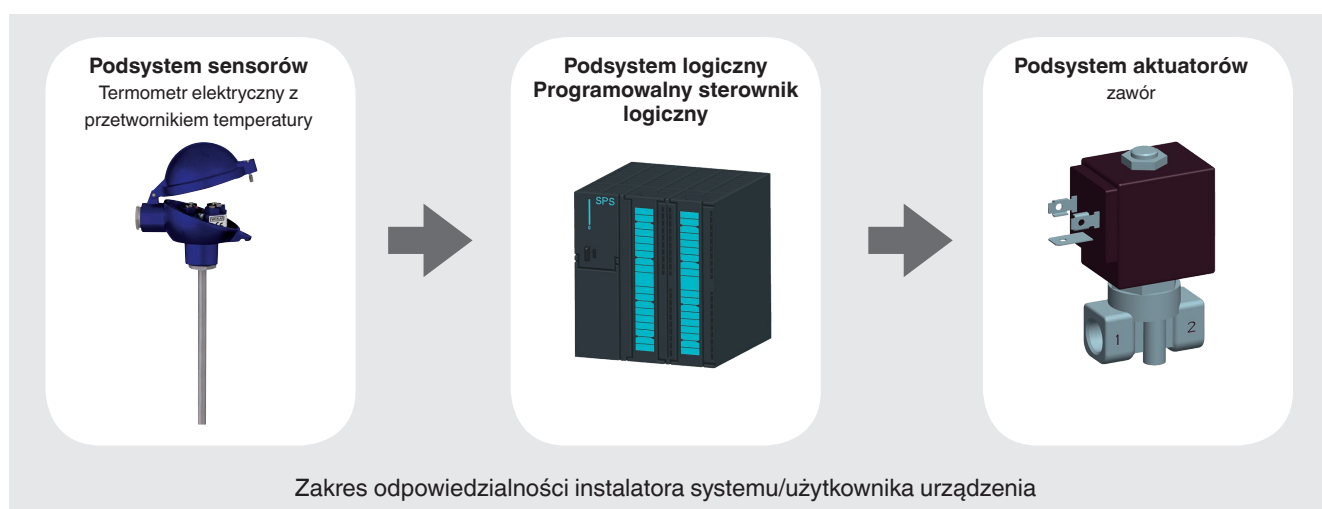 Podsystem sensorów
Termometr elektryczny z
przetwornikiem temperatury
Podsystem logiczny
Programowalny sterownik
logiczny
SPS
Podsystem aktuatorów
zawór
1
2
Zakres odpowiedzialności instalatora systemu/użytkownika urządzenia